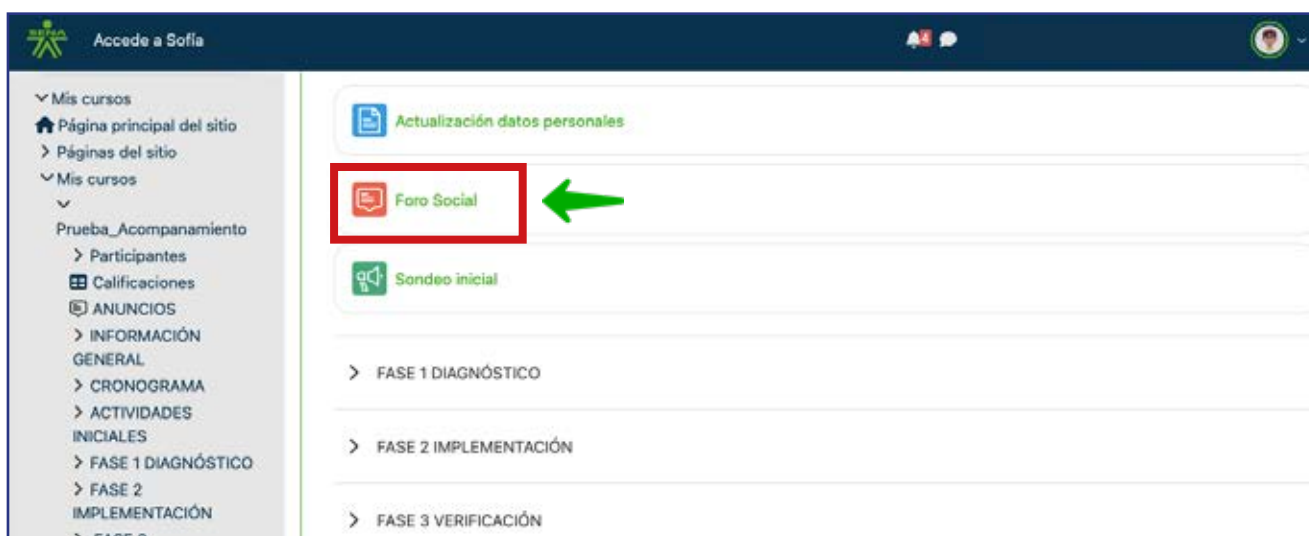 SENA
Accede a Sofía
4
Mis cursos
Página principal del sitio
Páginas del sitio
Mis cursos
Prueba_Acompanamiento
Participantes
Calificaciones
ANUNCIOS
INFORMACIÓN
GENERAL
CRONOGRAMA
ACTIVIDADES
INICIALES
FASE 1 DIAGNÓSTICO
FASE 2
IMPLEMENTACIÓN
Actualización datos personales
Foro Social
Sondeo inicial
FASE 1 DIAGNÓSTICO
FASE 2 IMPLEMENTACIÓN
FASE 3 VERIFICACIÓN